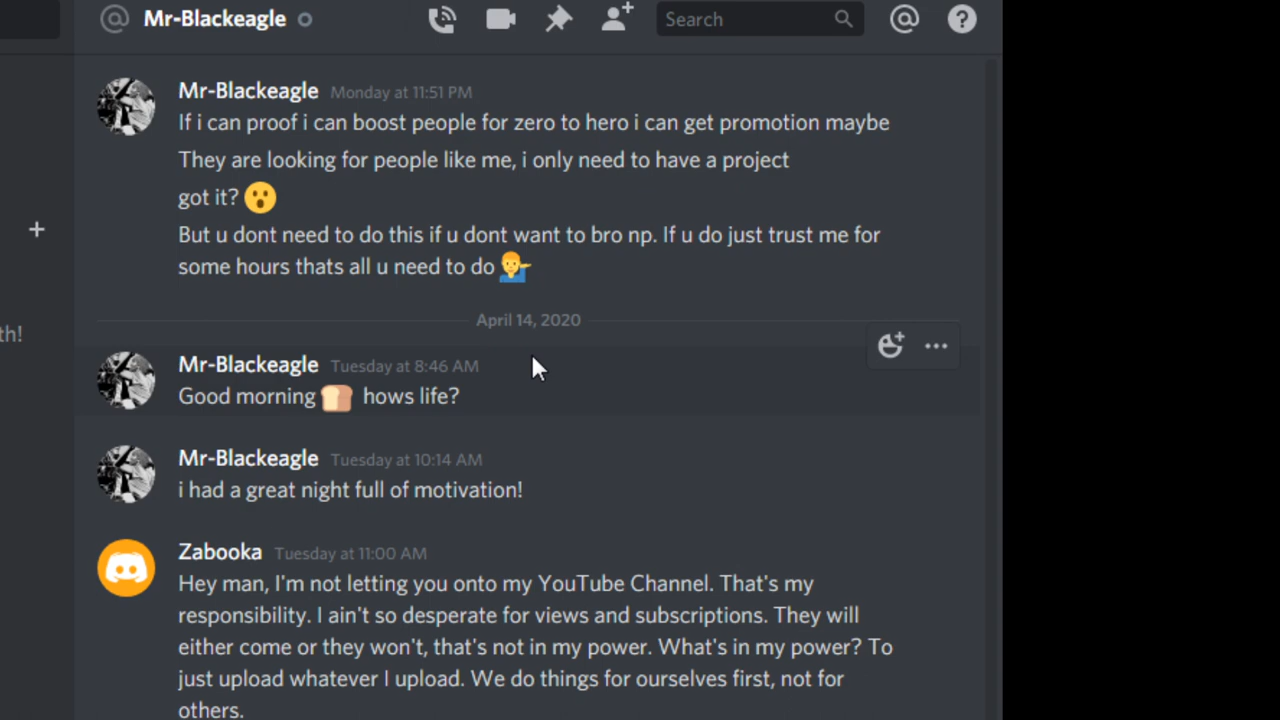 @ Mr-Blackeagle
Search
Mr-Blackeagle Monday at 11:51 PM
If i can proof i can boost people for zero to hero i can get promotion maybe
They are looking for people like me, i only need to have a project
got it? 😮
But u dont need to do this if u dont want to bro np. If u do just trust me for
some hours thats all u need to do 💁‍♂️
April 14, 2020
th!
Mr-Blackeagle Tuesday at 8:46 AM
Good morning 🍞 hows life?
Mr-Blackeagle Tuesday at 10:14 AM
i had a great night full of motivation!
Zabooka Tuesday at 11:00 AM
Hey man, I'm not letting you onto my YouTube Channel. That's my
responsibility. I ain't so desperate for views and subscriptions. They will
either come or they won't, that's not in my power. What's in my power? To
just upload whatever I upload. We do things for ourselves first, not for
others.